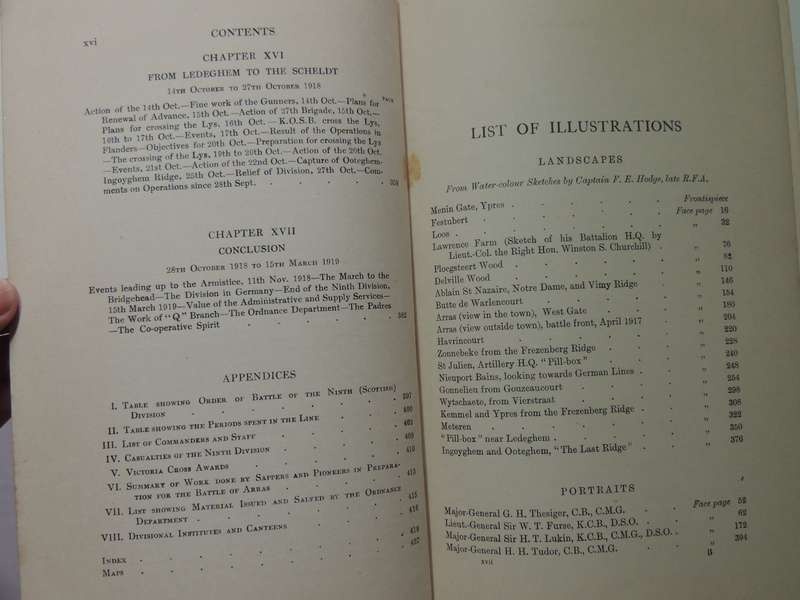 xvi
CONTENTS
CHAPTER XVI
FROM LEDEGHEM TO THE SCHELDT
14TH OCTOBER TO 27TH OCTOBER 1918
PAGE
Action of the 14th Oct.—Fine work of the Gunners, 14th Oct.—Plans for
Renewal of Advance, 15th Oct.—Action of 27th Brigade, 15th Oct.—
Plans for crossing the Lys, 16th Oct.—K.O.S.B. cross the Lys,
16th to 17th Oct.—Events, 17th Oct.—Result of the Operations in
Flanders—Objectives for 20th Oct.—Preparation for crossing the Lys
—The crossing of the Lys, 19th to 20th Oct.—Action of the 20th Oct.
—Events, 21st Oct.—Action of the 22nd Oct.—Capture of Ooteghem-
Ingoyghem Ridge, 25th Oct.—Relief of Division, 27th Oct.—Com-
ments on Operations since 28th Sept.
CHAPTER XVII
CONCLUSION
28TH OCTOBER 1918 TO 15TH MARCH 1919
Events leading up to the Armistice, 11th Nov. 1918—The March to the
Bridgehead—The Division in Germany—End of the Ninth Division,
15th March 1919—Value of the Administrative and Supply Services—
The Work of "Q" Branch—The Ordnance Department—The Padres
—The Co-operative Spirit . . . . . . . 382
APPENDICES
I. TABLE SHOWING ORDER OF BATTLE OF THE NINTH (SCOTTISH)
DIVISION . . . . . . . 397
II. TABLE SHOWING THE PERIODS SPENT IN THE LINE . . 400
III. LIST OF COMMANDERS AND STAFF . . . . 401
IV. CASUALTIES OF THE NINTH DIVISION . . . . 409
V. VICTORIA CROSS AWARDS . . . . . 410
VI. SUMMARY OF WORK DONE BY SAPPERS AND PIONEERS IN PREPARA-
TION FOR THE BATTLE OF ARRAS . . . . 413
VII. LIST SHOWING MATERIAL ISSUED AND SALVED BY THE ORDNANCE
DEPARTMENT . . . . . . . 415
VIII. DIVISIONAL INSTITUTES AND CANTEENS . . . . 416
INDEX . . . . . . . . 419
MAPS . . . . . . . . 427
LIST OF ILLUSTRATIONS
LANDSCAPES
From Water-colour Sketches by Captain F. E. Hodge, late R.F.A.
Menin Gate, Ypres . . . . . . Frontispiece
Festubert . . . . . . Face page 16
Loos . . . . . . . „ 32
Lawrence Farm (Sketch of his Battalion H.Q. by
Lieut.-Col. the Right Hon. Winston S. Churchill) . „ 76
Ploegsteert Wood . . . . . . „ 82
Delville Wood . . . . . . „ 110
Ablain St Nazaire, Notre Dame, and Vimy Ridge . „ 146
Butte de Warlencourt . . . . . „ 184
Arras (view in the town), West Gate . . . „ 186
Arras (view outside town), battle front, April 1917 . „ 204
Havrincourt . . . . . . „ 220
Zonnebeke from the Frezenberg Ridge . . . „ 228
St Julien, Artillery H.Q. "Pill-box" . . . „ 240
Nieuport Bains, looking towards German Lines . . „ 248
Gonnelieu from Gouzeaucourt . . . . „ 254
Wytschaete, from Vierstraat . . . . „ 298
Kemmel and Ypres from the Frezenberg Ridge . . „ 308
Meteren . . . . . . . „ 322
"Pill-box" near Ledeghem . . . . . „ 350
Ingoyghem and Ooteghem, "The Last Ridge" . . „ 376
PORTRAITS
Major-General G. H. Thesiger, C.B., C.M.G. . . Face page 52
Lieut.-General Sir W. T. Furse, K.C.B., D.S.O. . . „ 62
Major-General Sir H. T. Lukin, K.C.B., C.M.G., D.S.O. . „ 172
Major-General H. H. Tudor, C.B., C.M.G. . . „ 394
xvii
B